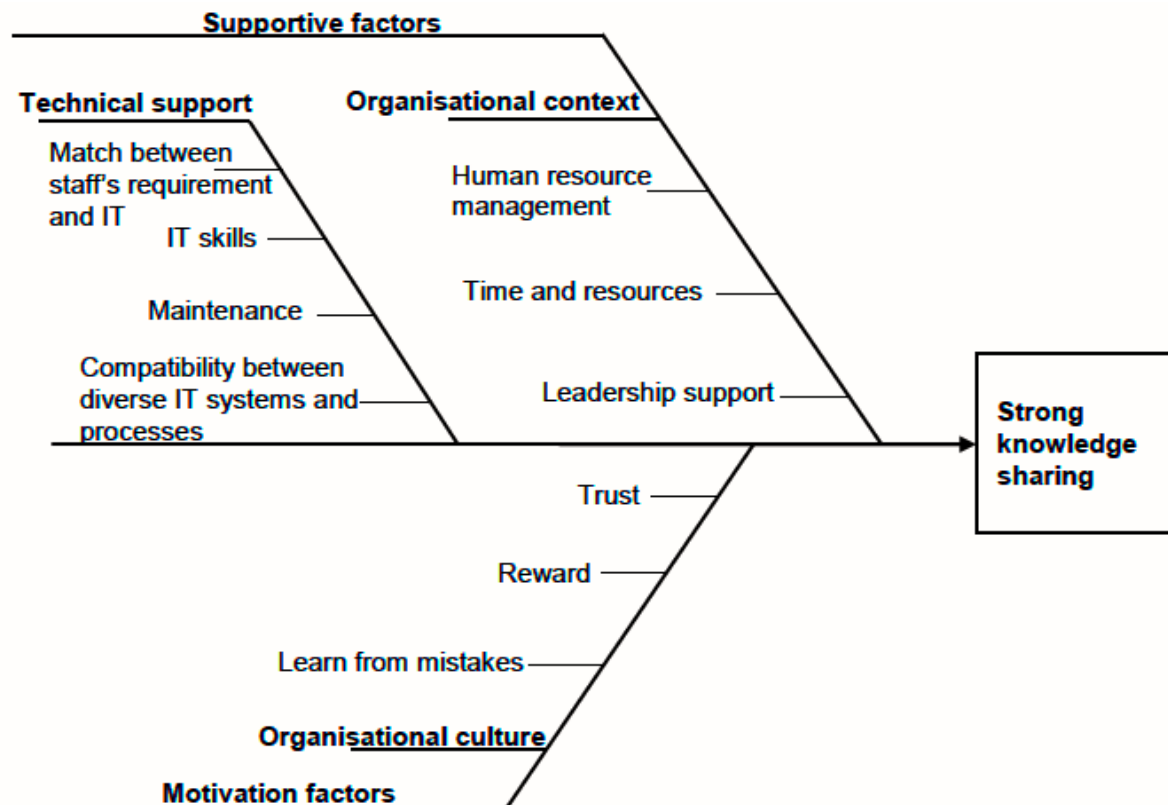 Supportive factors
Technical support
Organisational context
Match between
staff's requirement
and IT
IT skills
Maintenance
Compatibility between
diverse IT systems and
processes
Human resource
management
Time and resources
Leadership support
Strong
knowledge
sharing
Trust
Reward
Learn from mistakes
Organisational culture
Motivation factors